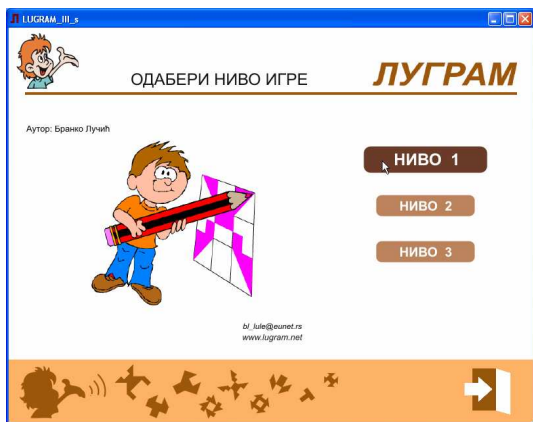 LUGRAM_III_s
ОДАБЕРИ НИВО ИГРЕ
ЛУГРАМ
Аутор: Бранко Лучић
НИВО 1
НИВО 2
НИВО 3
bl_lule@eunet.rs
www.lugram.net